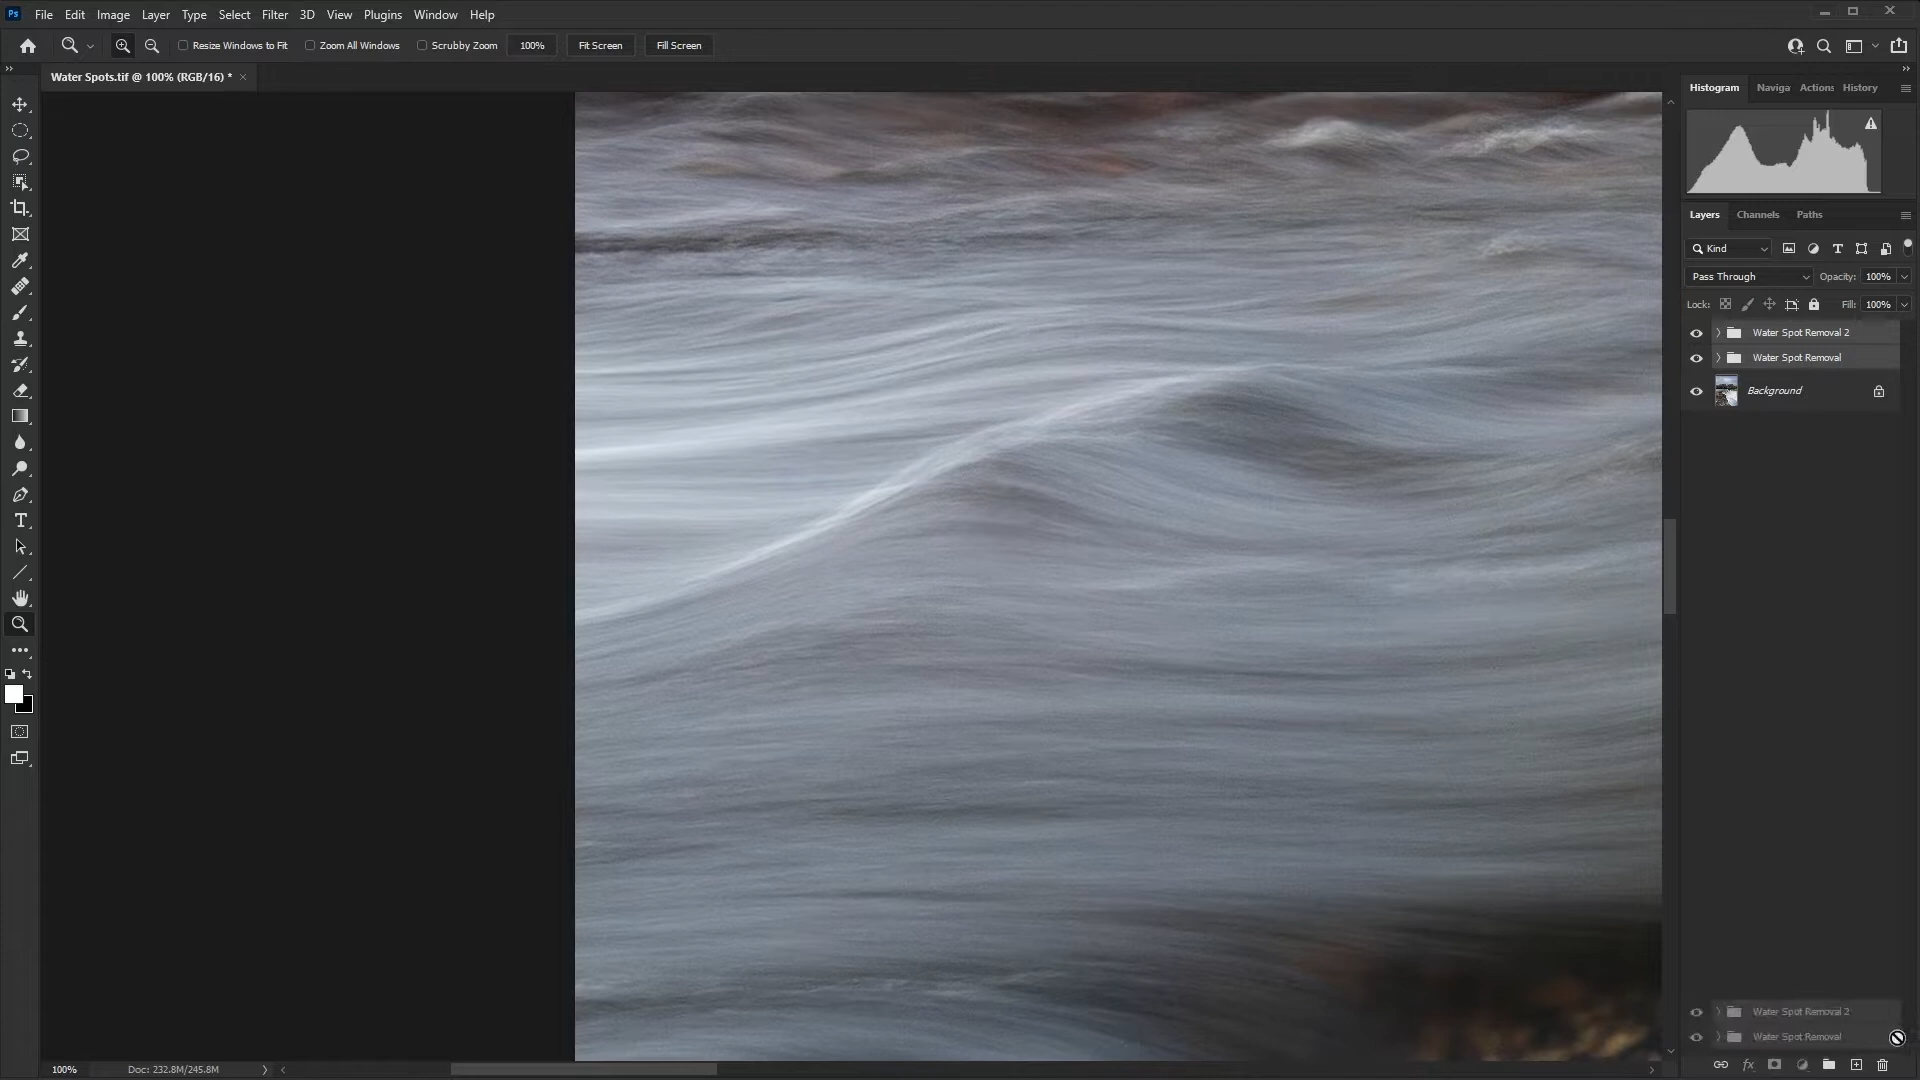 Ps File Edit Image Layer Type Select Filter 3D View Plugins Window Help
Resize Windows to Fit Zoom All Windows Scrubby Zoom 100% Fit Screen Fill Screen
Water Spots.tif @ 100% (RGB/16) *
Histogram Naviga Actions History
Layers Channels Paths
Kind
Pass Through Opacity: 100%
Lock: Fill: 100%
Water Spot Removal 2
Water Spot Removal
Background
Water Spot Removal 2
Water Spot Removal
fx
100% Doc: 232.8M/245.8M